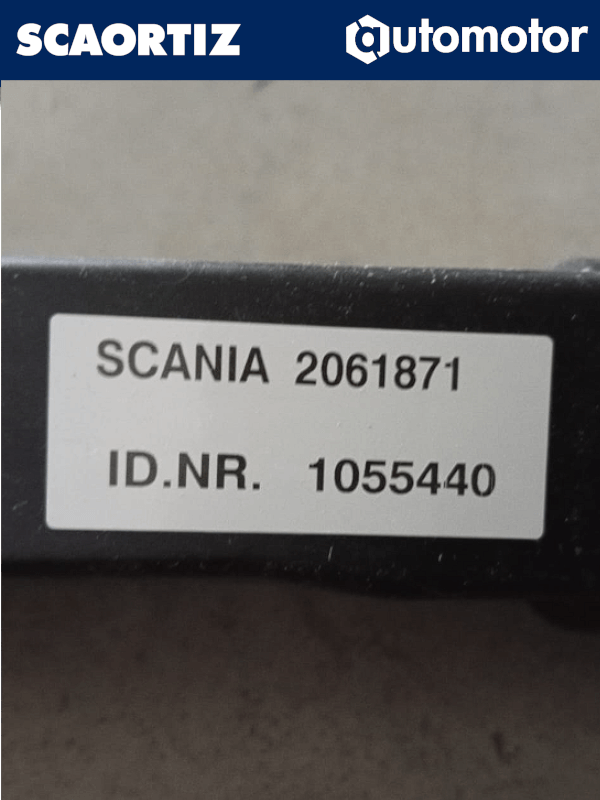 SCAORTIZ automotor
SCANIA 2061871
ID.NR. 1055440